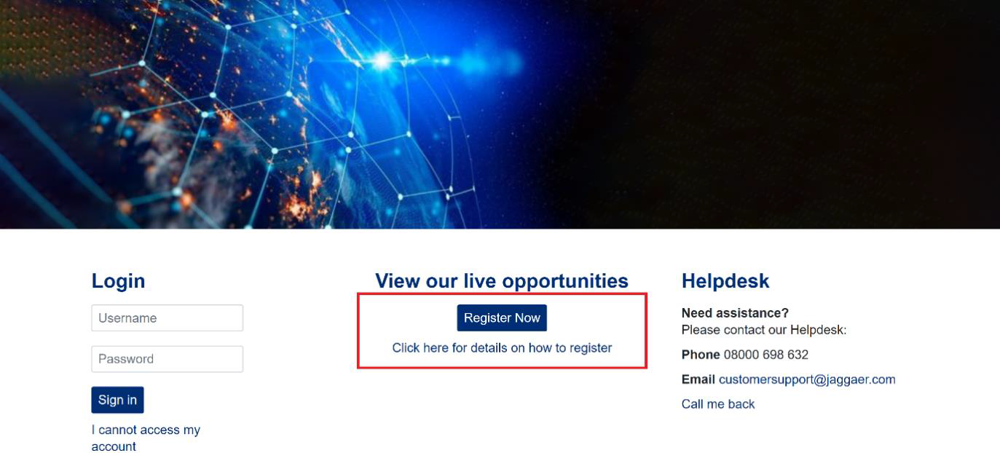 Login
Username
Password
Sign in
I cannot access my
account
View our live opportunities
Register Now
Click here for details on how to register
Helpdesk
Need assistance?
Please contact our Helpdesk:
Phone 08000 698 632
Email customersupport@jaggaer.com
Call me back